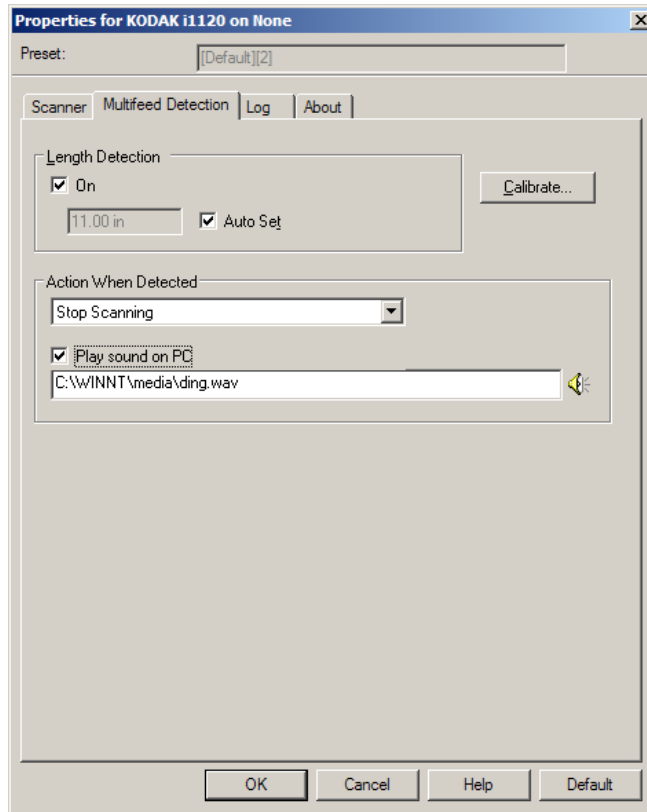 Properties for KODAK i1120 on None
Preset:
[Default][2]
Scanner
Multifeed Detection
Log
About
Length Detection
On
Calibrate...
11.00 in
Auto Set
Action When Detected
Stop Scanning
Play sound on PC
C:\WINNT\media\ding.wav
OK
Cancel
Help
Default